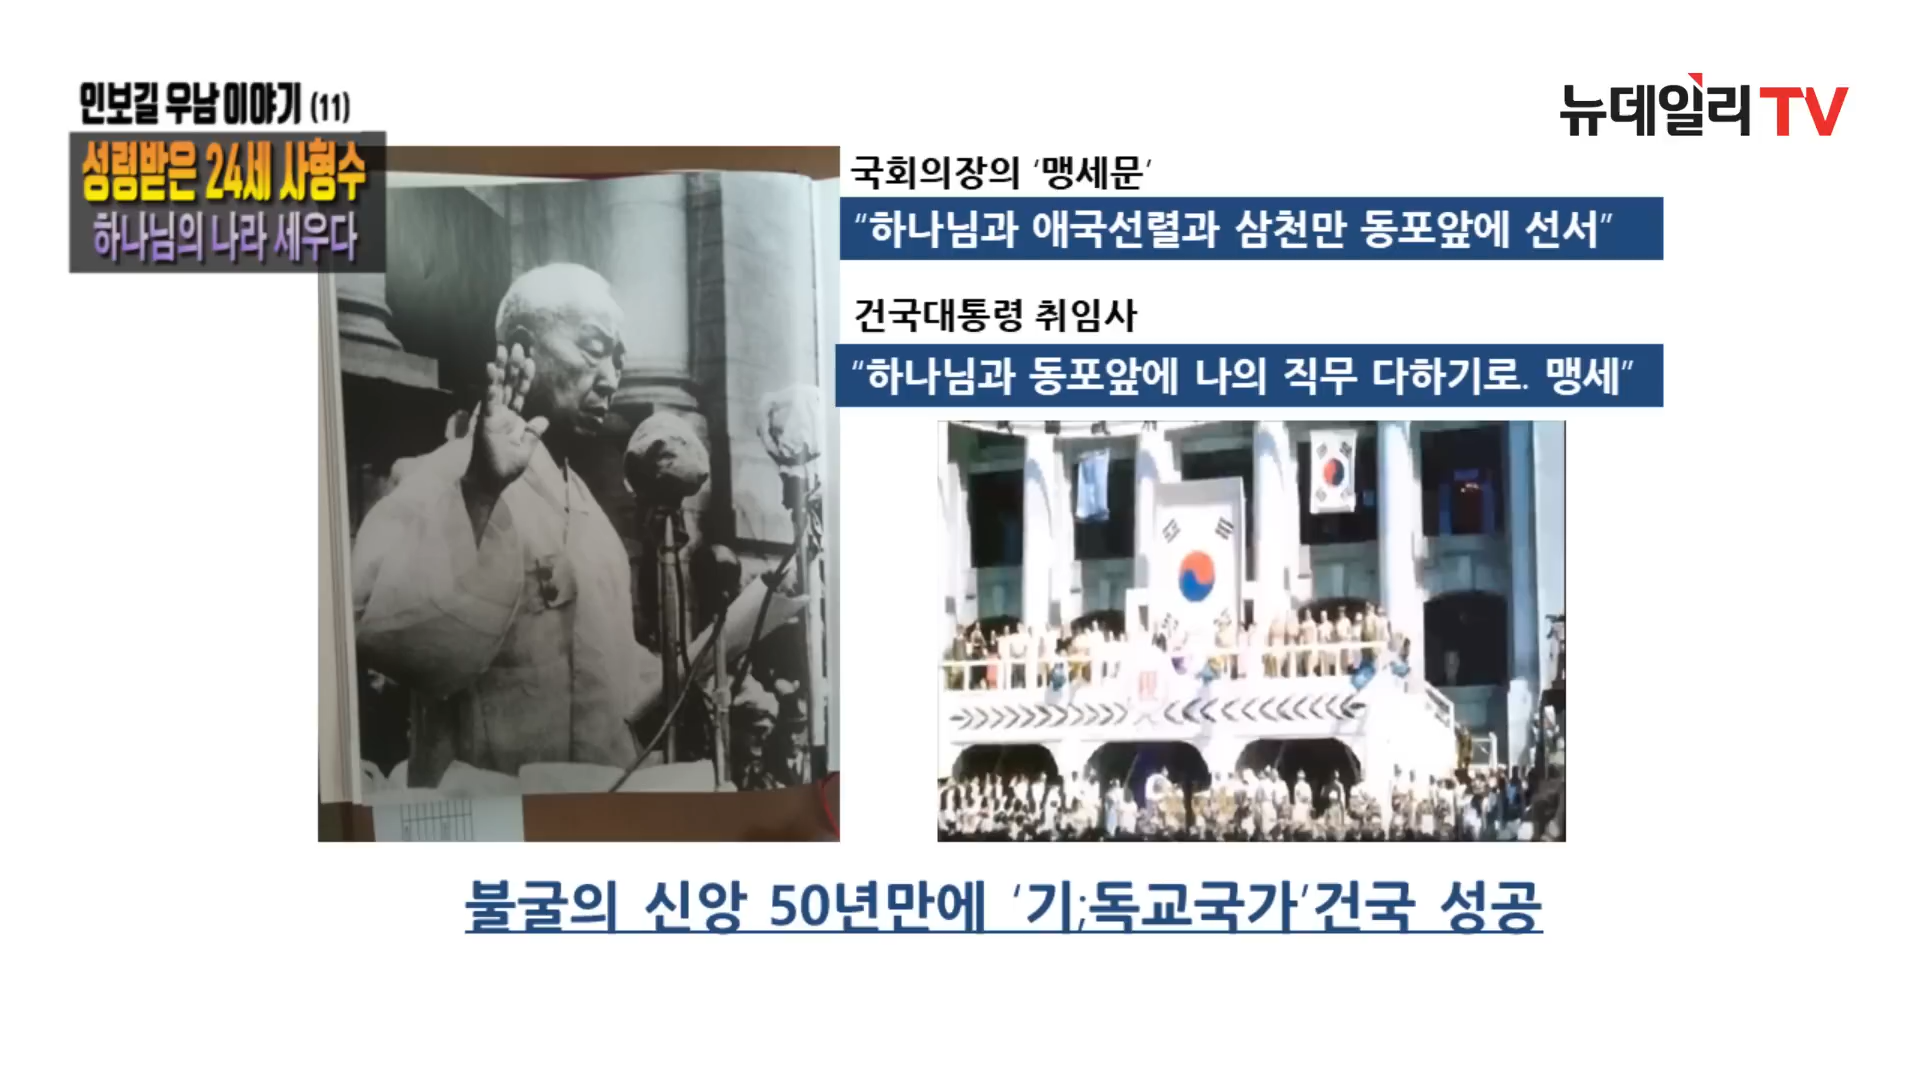 인보길 우남 이야기 (11)
성령받은 24세 사형수
하나님의 나라 세우다
뉴데일리TV
국회의장의 ‘맹세문’
“하나님과 애국선렬과 삼천만 동포앞에 선서”
건국대통령 취임사
“하나님과 동포앞에 나의 직무 다하기로. 맹세”
불굴의 신앙 50년만에 ‘기;독교국가’건국 성공